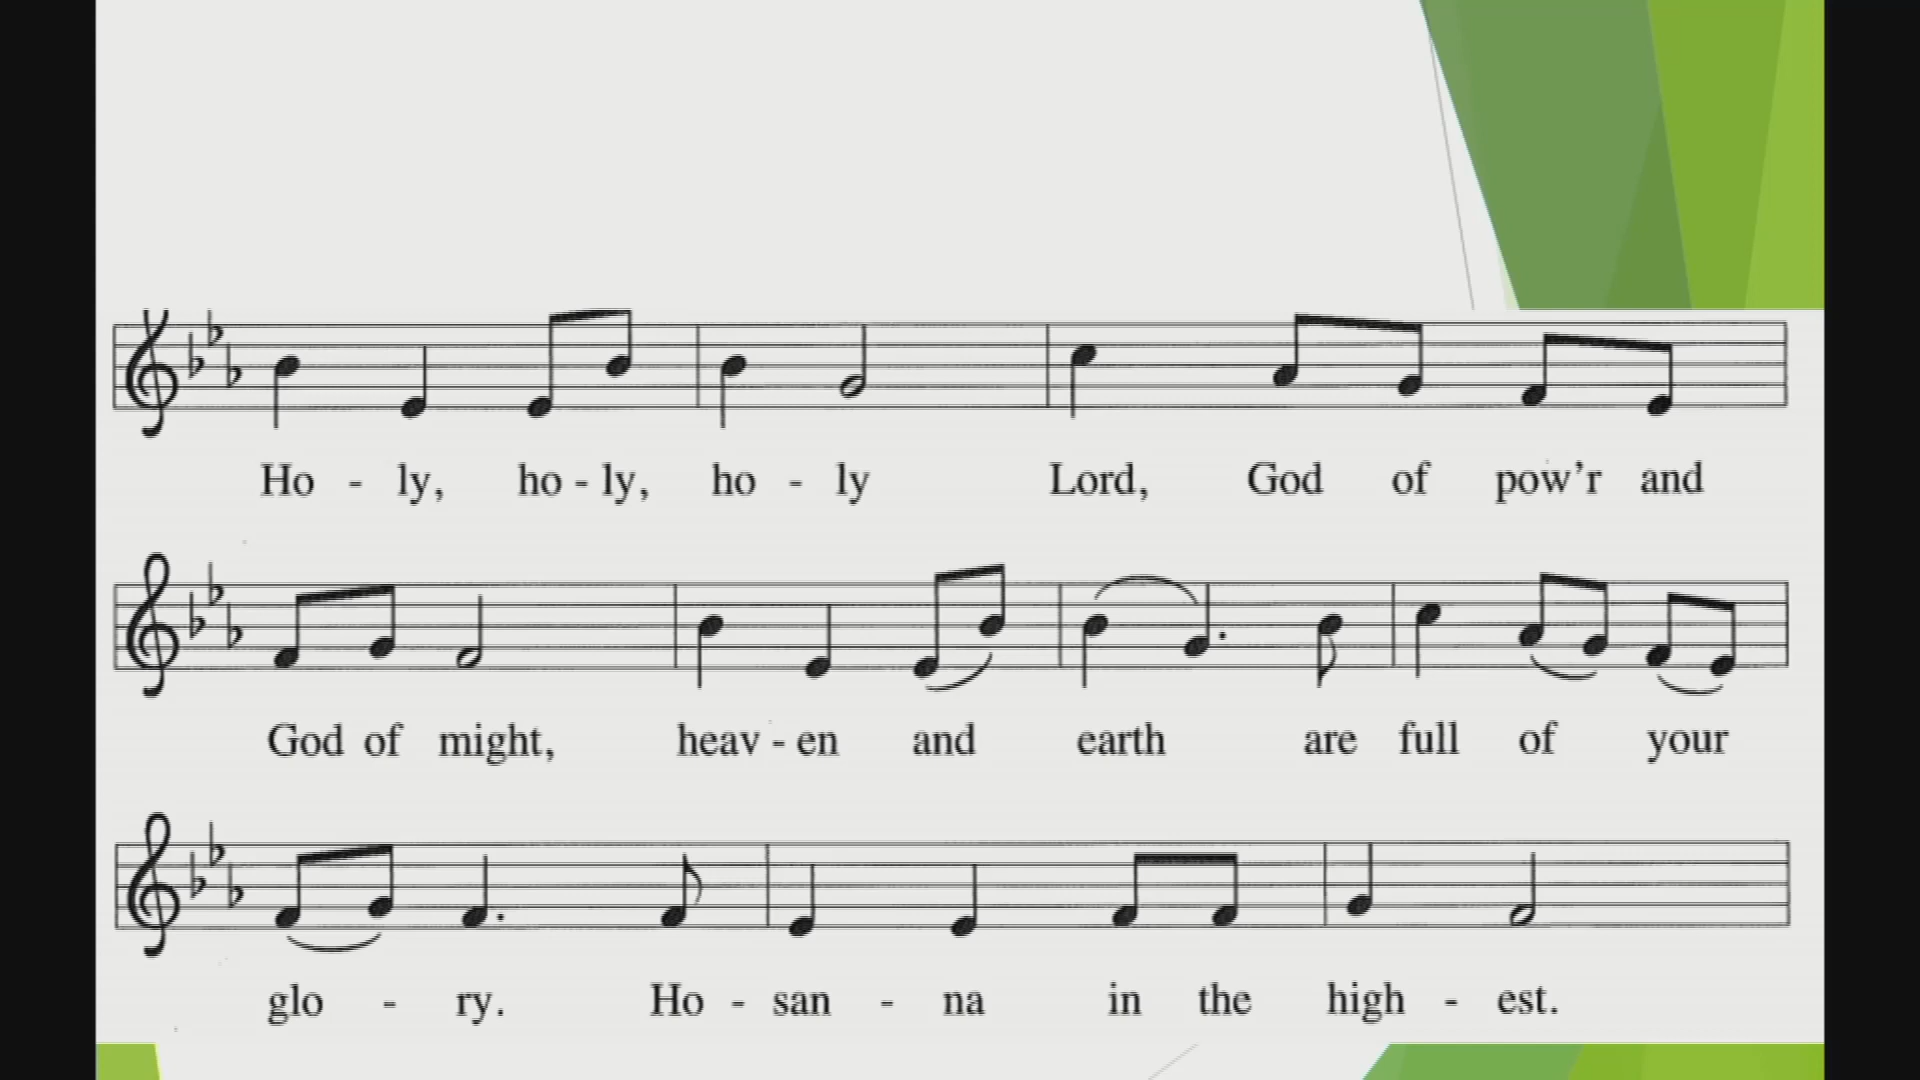 Ho - ly, ho - ly, ho - ly Lord, God of pow’r and
God of might, heav - en and earth are full of your
glo - ry. Ho - san - na in the high - est.